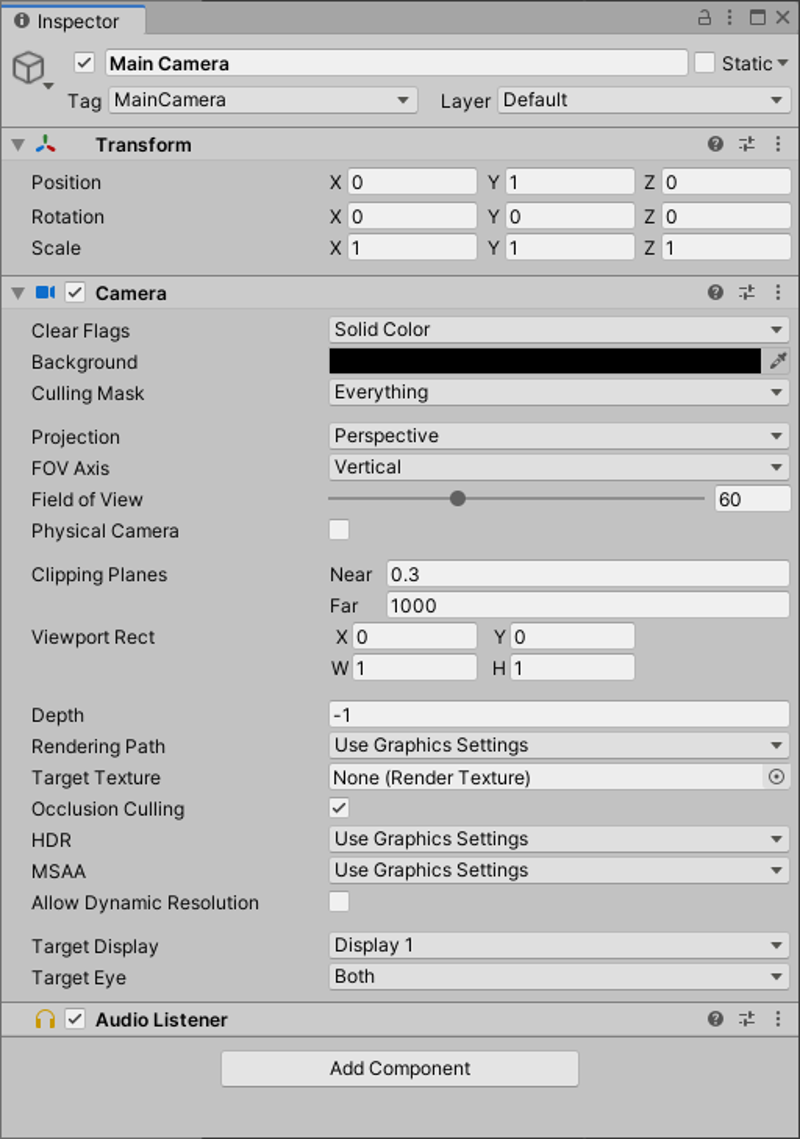 Inspector
Main Camera Static
Tag MainCamera Layer Default
Transform
Position X 0 Y 1 Z 0
Rotation X 0 Y 0 Z 0
Scale X 1 Y 1 Z 1
Camera
Clear Flags Solid Color
Background
Culling Mask Everything
Projection Perspective
FOV Axis Vertical
Field of View 60
Physical Camera
Clipping Planes Near 0.3
Far 1000
Viewport Rect X 0 Y 0
W 1 H 1
Depth -1
Rendering Path Use Graphics Settings
Target Texture None (Render Texture)
Occlusion Culling
HDR Use Graphics Settings
MSAA Use Graphics Settings
Allow Dynamic Resolution
Target Display Display 1
Target Eye Both
Audio Listener
Add Component